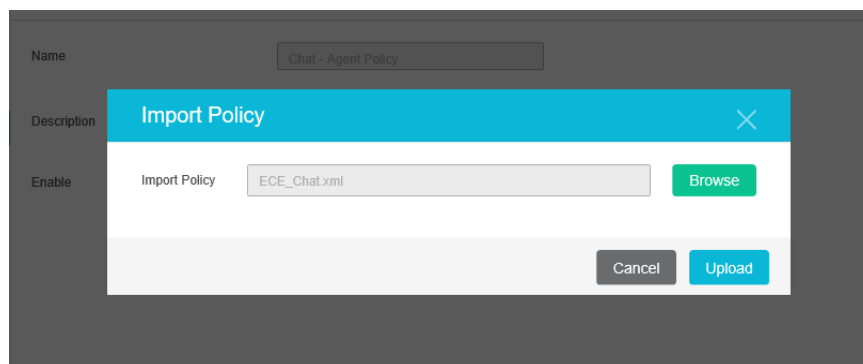 Name
Chat - Agent Policy
Description
Import Policy
Enable
Import Policy
ECE_Chat.xml
Browse
Cancel
Upload